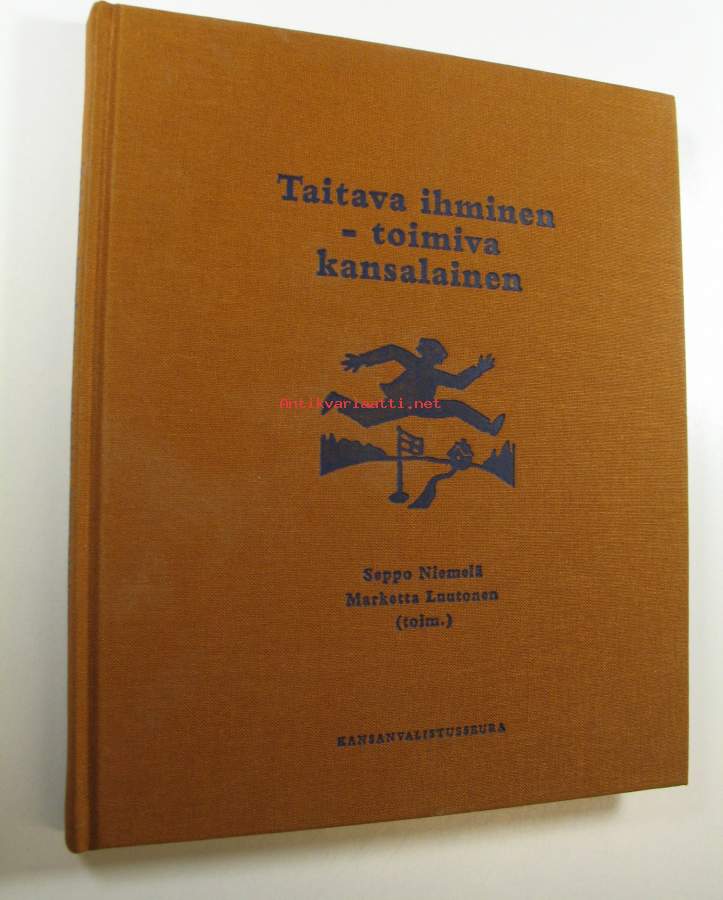 Taitava ihminen
- toimiva
kansalainen
Antikvariaatti.net
Seppo Niemelä
Marketta Luutonen
(toim.)
KANSANVALISTUSSEURA